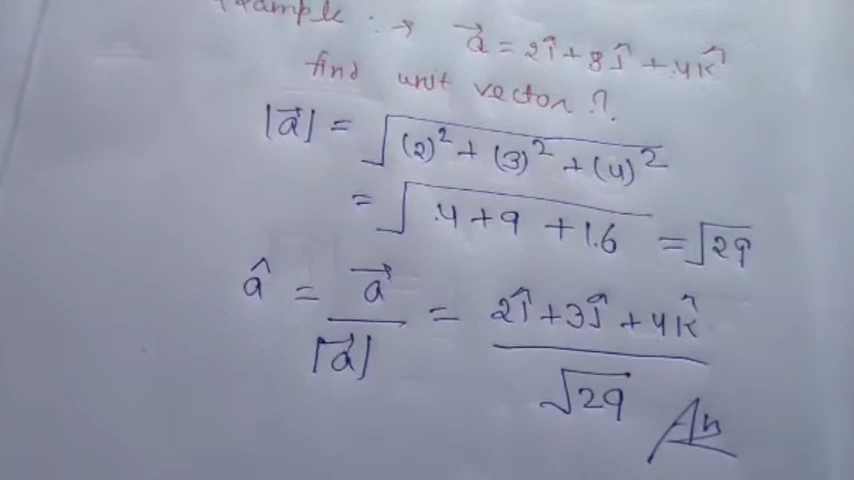 Example :→ a⃗ = 2î + 3ĵ + 4k̂
find unit vector ?.
|a⃗| = √((2)² + (3)² + (4)²)
= √(4 + 9 + 16) = √29
â = a⃗ / |a⃗| = (2î + 3ĵ + 4k̂) / √29 An